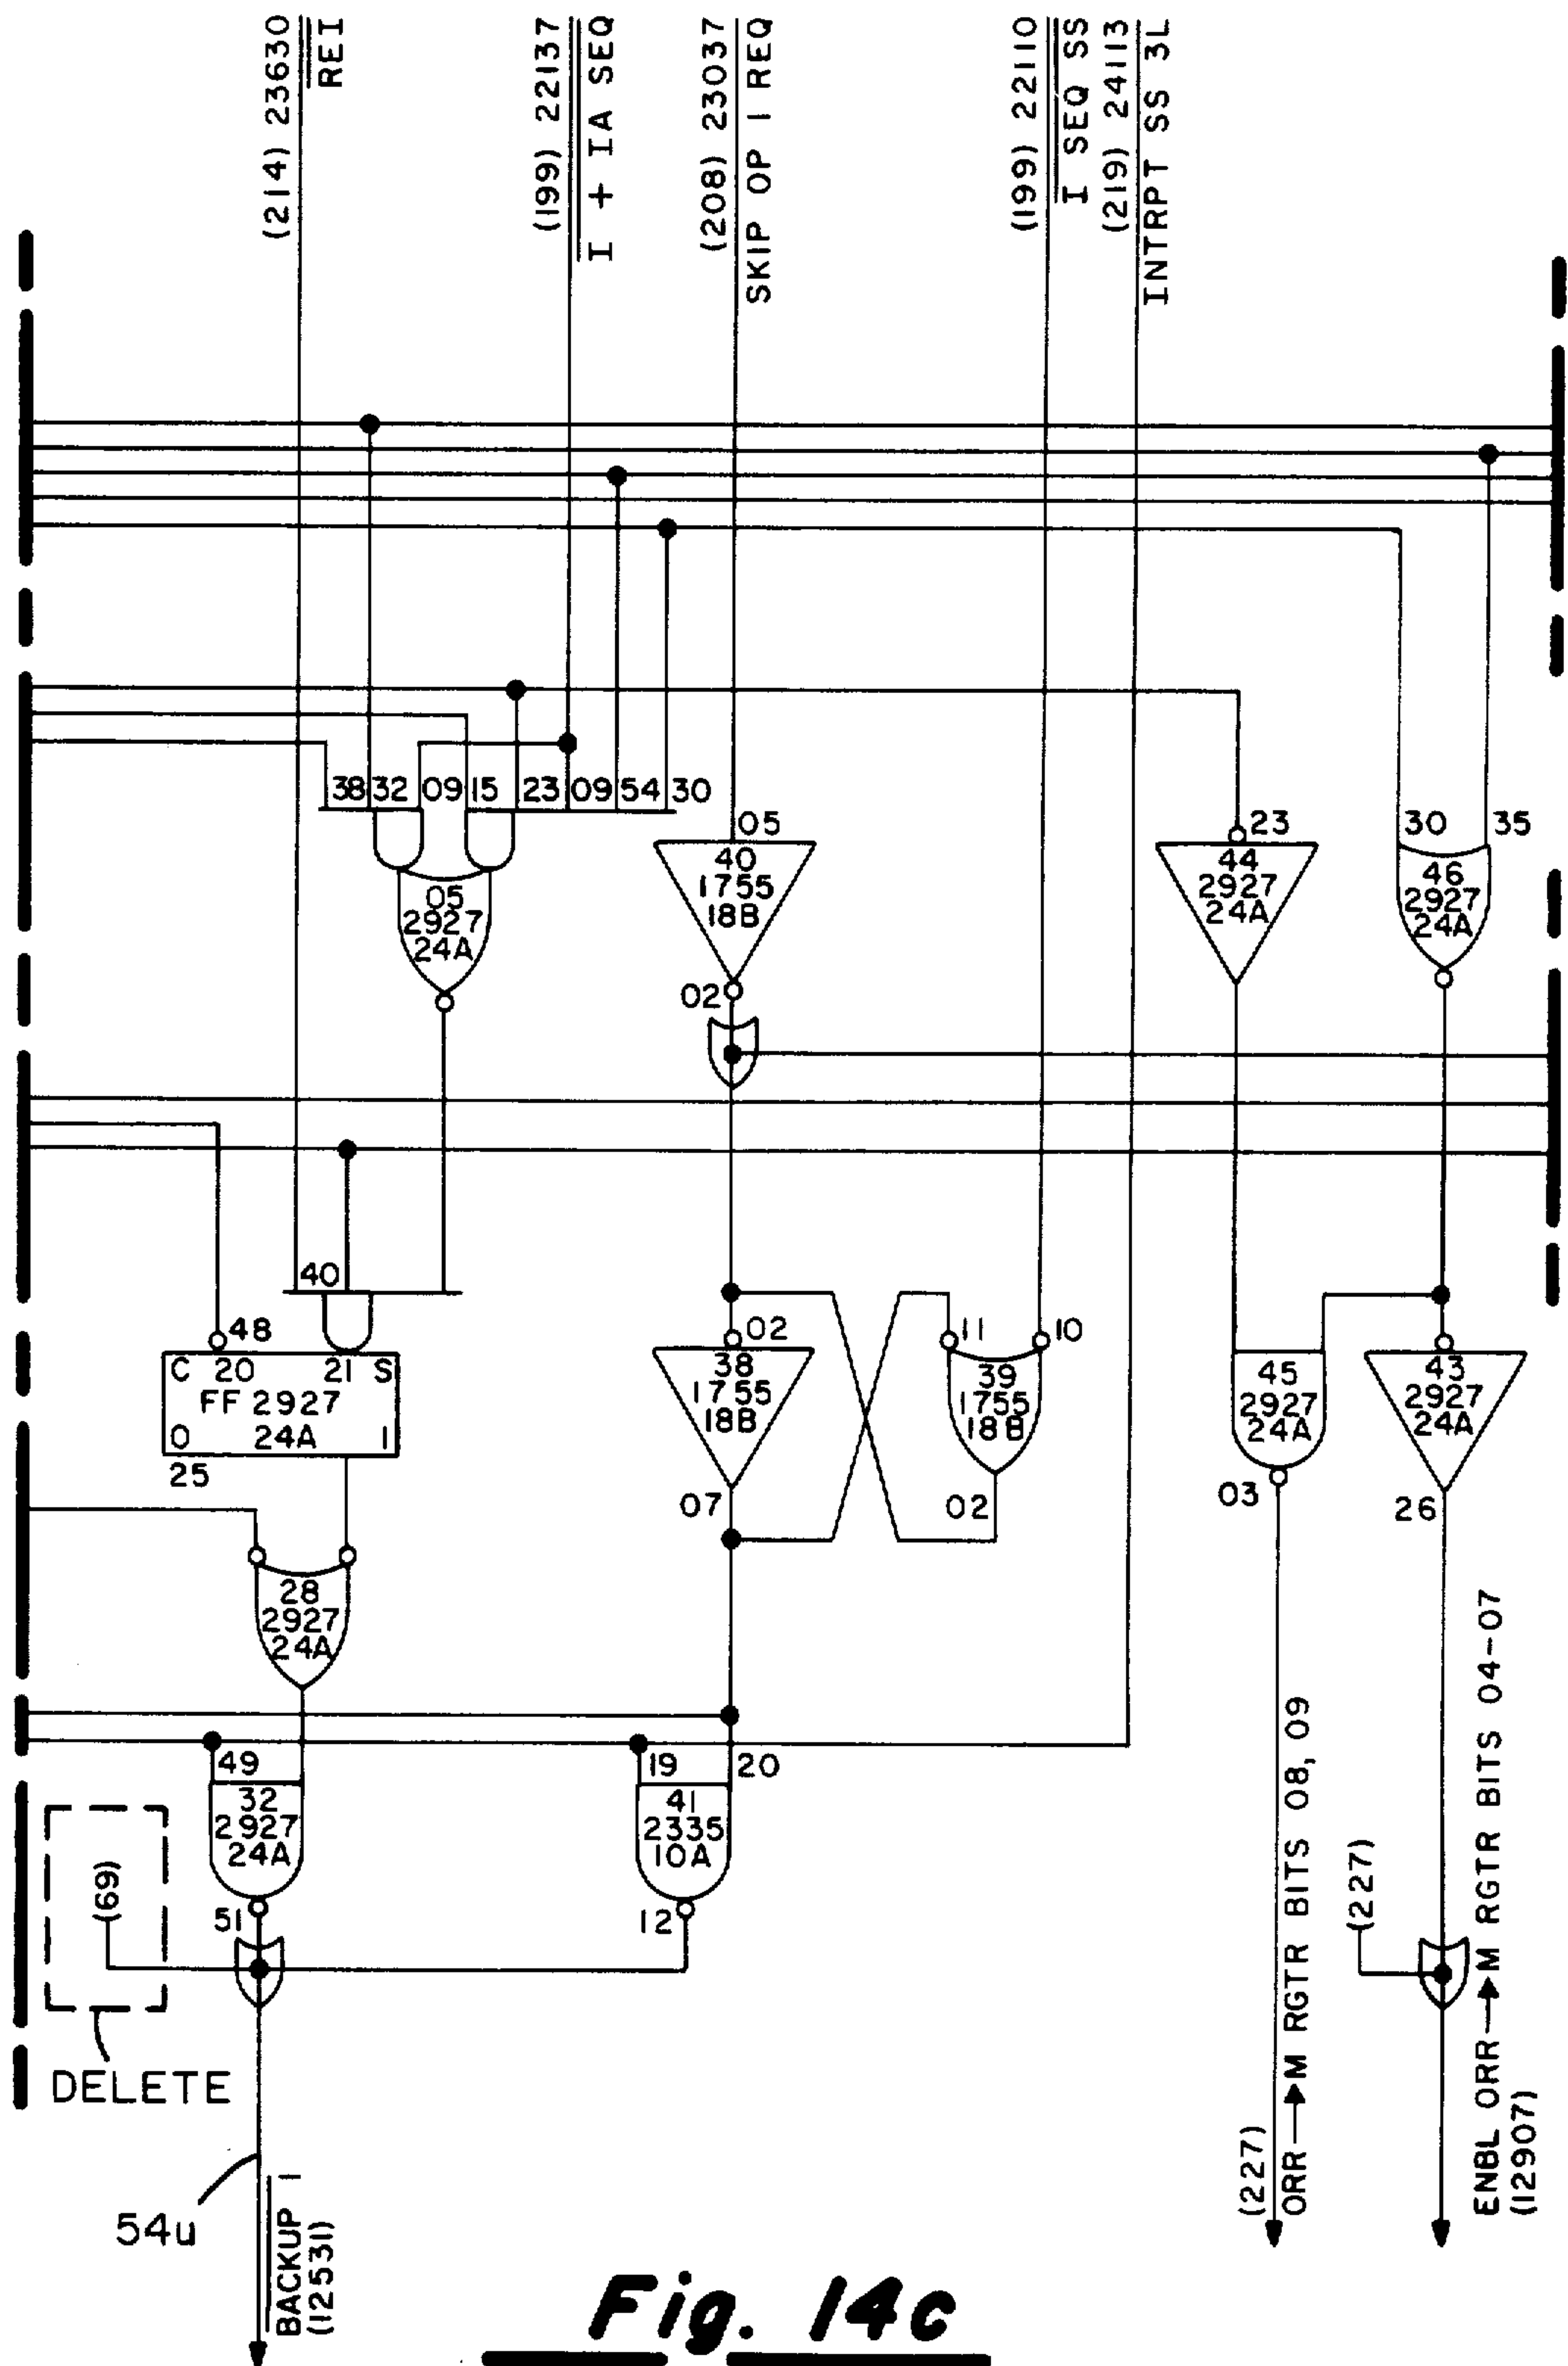 (214) 23630
REI
(199) 22137
I + IA SEQ
(208) 23037
SKIP OP 1 REQ
(199) 22110
I SEQ SS
(219) 24113
INTRPT SS 3L
38 32 09 15 23 09 54 30
05
2927
24A
05
40
1755
18B
02
23
44
2927
24A
30 35
46
2927
24A
40
48
C 20 21 S
FF 2927
0 24A 1
25
02
38
1755
18B
07
11 10
39
1755
18B
02
45
2927
24A
03
43
2927
24A
26
28
2927
24A
49
32
2927
24A
51
19 20
41
2335
10A
12
(69)
DELETE
54u
BACKUP 1
(12531)
(227)
ORR→M RGTR BITS 08, 09
(227)
ENBL ORR→M RGTR BITS 04-07
(12907)
Fig. 14c